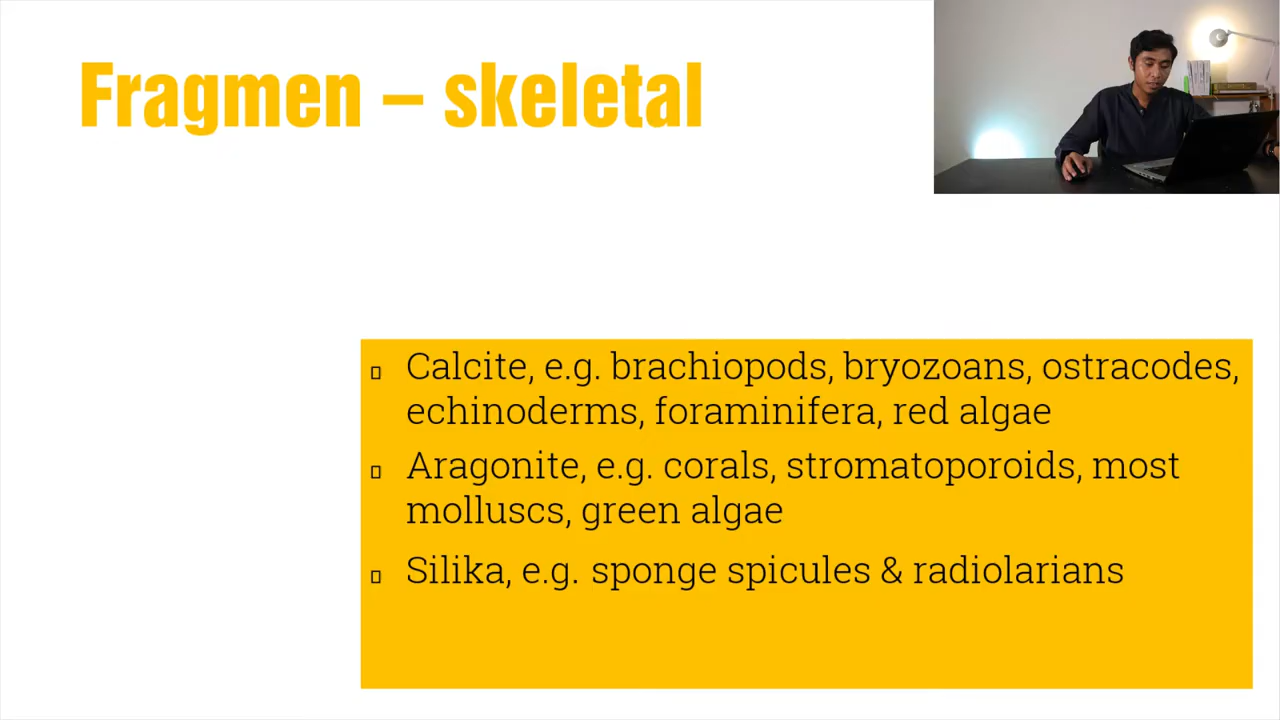 Fragmen – skeletal
Calcite, e.g. brachiopods, bryozoans, ostracodes,
echinoderms, foraminifera, red algae
Aragonite, e.g. corals, stromatoporoids, most
molluscs, green algae
Silika, e.g. sponge spicules & radiolarians